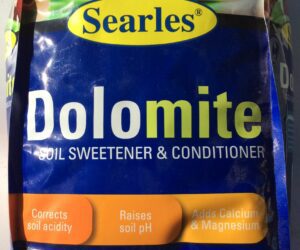 Searles®
Dolomite
SOIL SWEETENER & CONDITIONER
Corrects
soil acidity
Raises
soil pH
Adds Calcium
& Magnesium